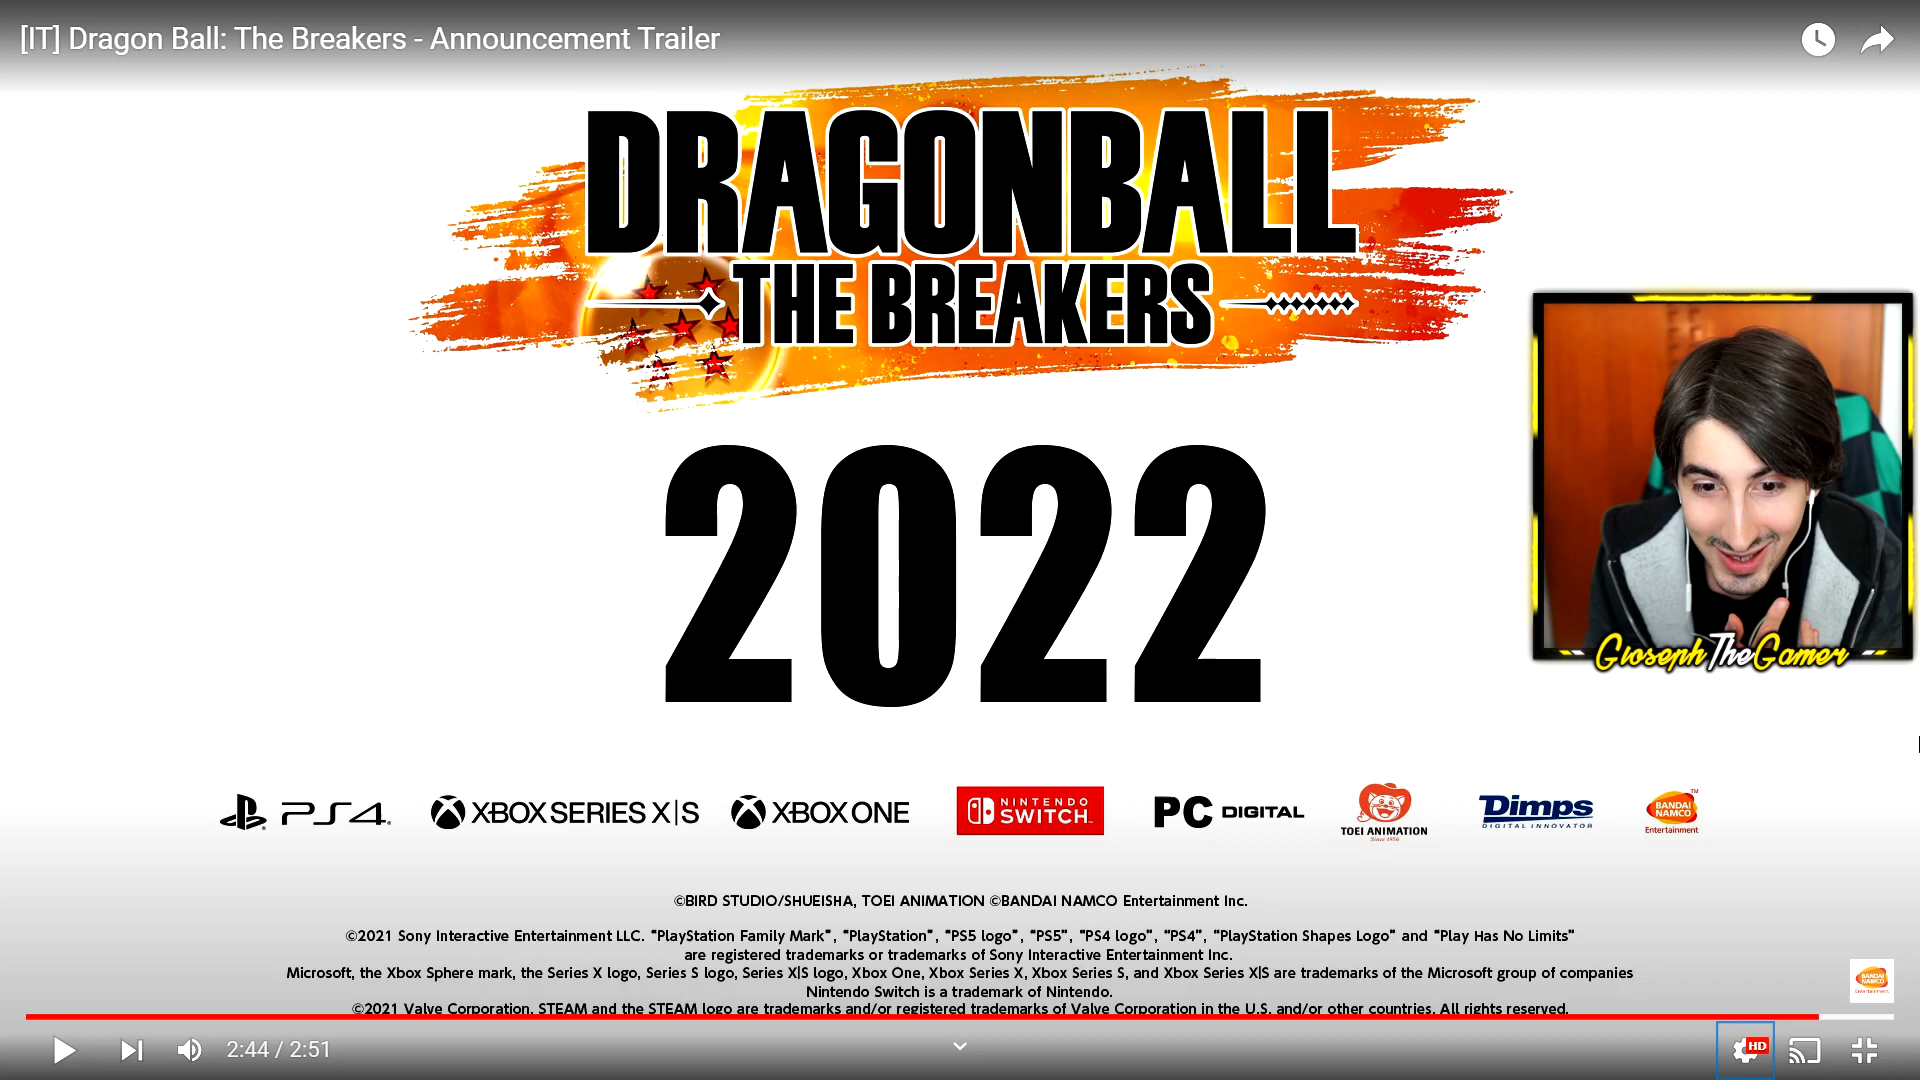 [IT] Dragon Ball: The Breakers - Announcement Trailer
DRAGONBALL
THE BREAKERS
2022
GiosephTheGamer
PS4.
XBOX SERIES X|S
XBOX ONE
NINTENDO
SWITCH
PC DIGITAL
TOEI ANIMATION
Since 1956
Dimps
DIGITAL INNOVATOR
BANDAI
NAMCO
TM
Entertainment
©BIRD STUDIO/SHUEISHA, TOEI ANIMATION ©BANDAI NAMCO Entertainment Inc.
©2021 Sony Interactive Entertainment LLC. “PlayStation Family Mark”, “PlayStation”, “PS5 logo”, “PS5”, “PS4 logo”, “PS4”, “PlayStation Shapes Logo” and “Play Has No Limits”
are registered trademarks or trademarks of Sony Interactive Entertainment Inc.
Microsoft, the Xbox Sphere mark, the Series X logo, Series S logo, Series X|S logo, Xbox One, Xbox Series X, Xbox Series S, and Xbox Series X|S are trademarks of the Microsoft group of companies
Nintendo Switch is a trademark of Nintendo.
©2021 Valve Corporation. STEAM and the STEAM logo are trademarks and/or registered trademarks of Valve Corporation in the U.S. and/or other countries. All rights reserved.
BANDAI
NAMCO
Entertainment
2:44 / 2:51
HD